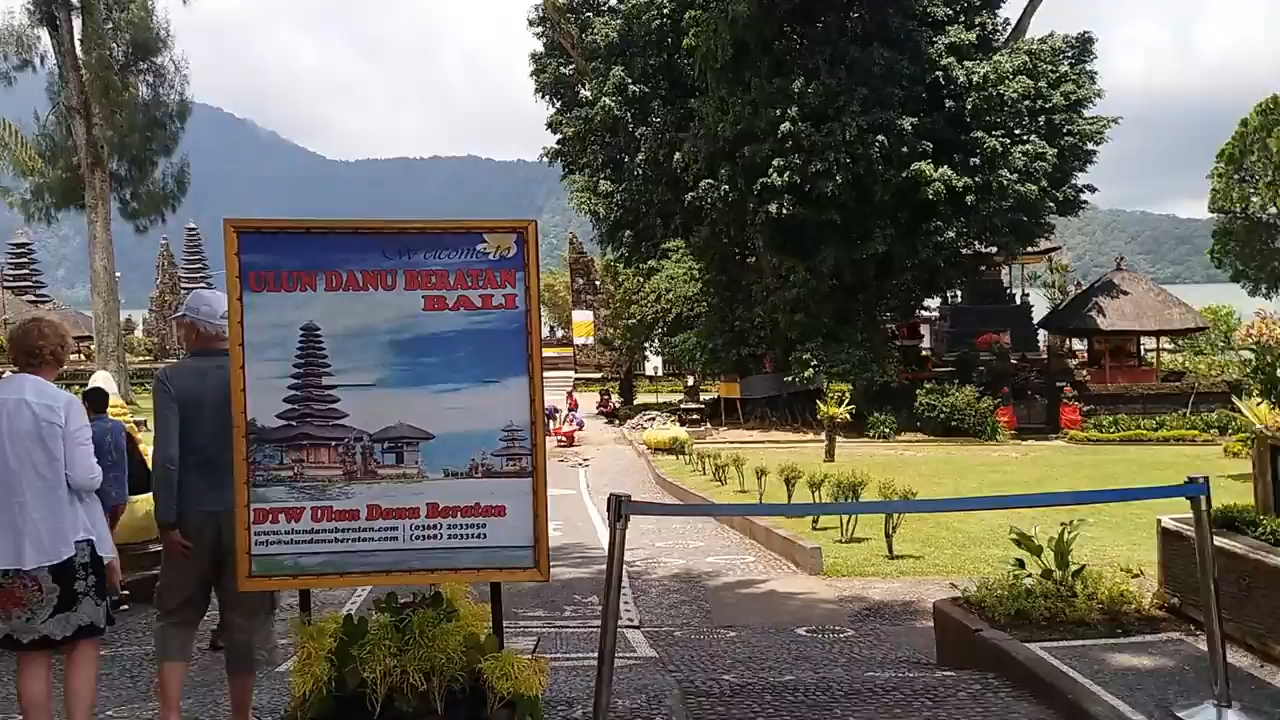 Welcome to
ULUN DANU BERATAN
BALI
DTW Ulun Danu Beratan
www.ulundanuberatan.com | (0368) 2033050
info@ulundanuberatan.com | (0368) 2033143